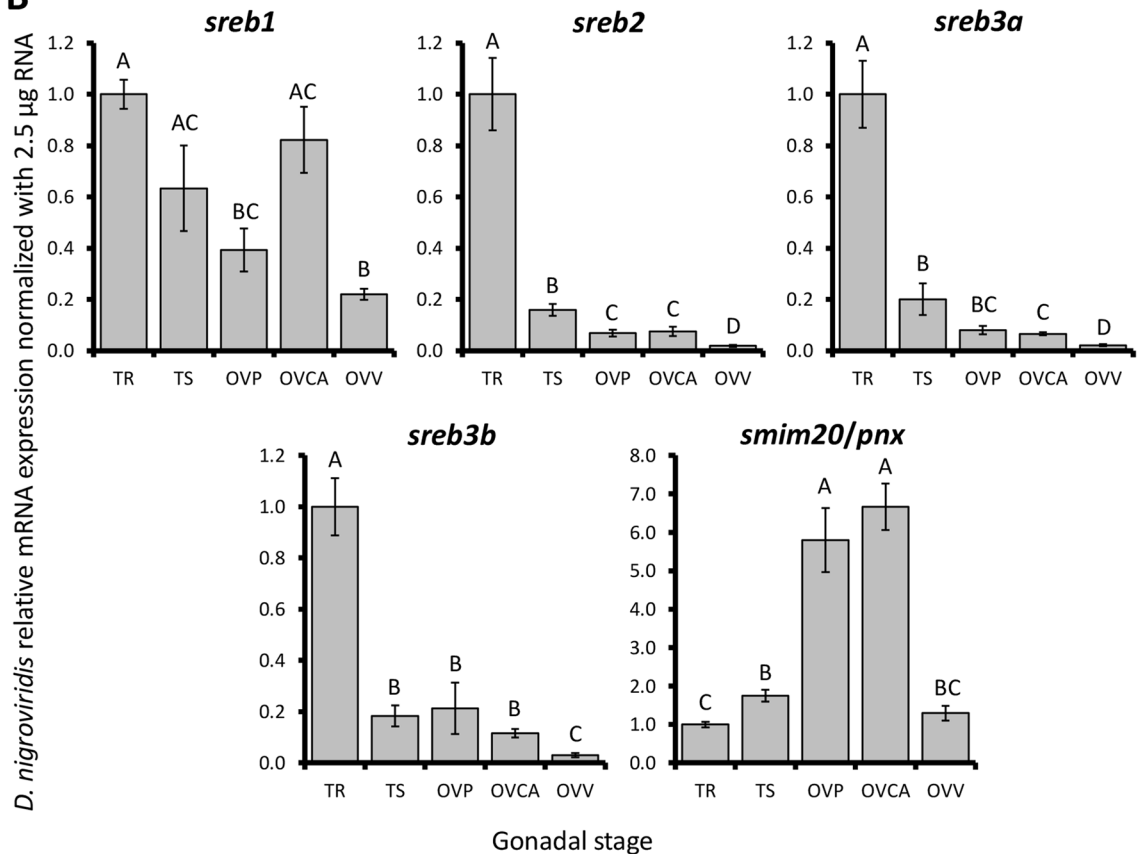 B
D. nigroviridis relative mRNA expression normalized with 2.5 µg RNA
sreb1
1.2
1.0
0.8
0.6
0.4
0.2
0.0
A
AC
BC
AC
B
TR TS OVP OVCA OVV
sreb2
1.2
1.0
0.8
0.6
0.4
0.2
0.0
A
B
C
C
D
TR TS OVP OVCA OVV
sreb3a
1.2
1.0
0.8
0.6
0.4
0.2
0.0
A
B
BC
C
D
TR TS OVP OVCA OVV
sreb3b
1.2
1.0
0.8
0.6
0.4
0.2
0.0
A
B
B
B
C
TR TS OVP OVCA OVV
smim20/pnx
8.0
7.0
6.0
5.0
4.0
3.0
2.0
1.0
0.0
C
B
A
A
BC
TR TS OVP OVCA OVV
Gonadal stage